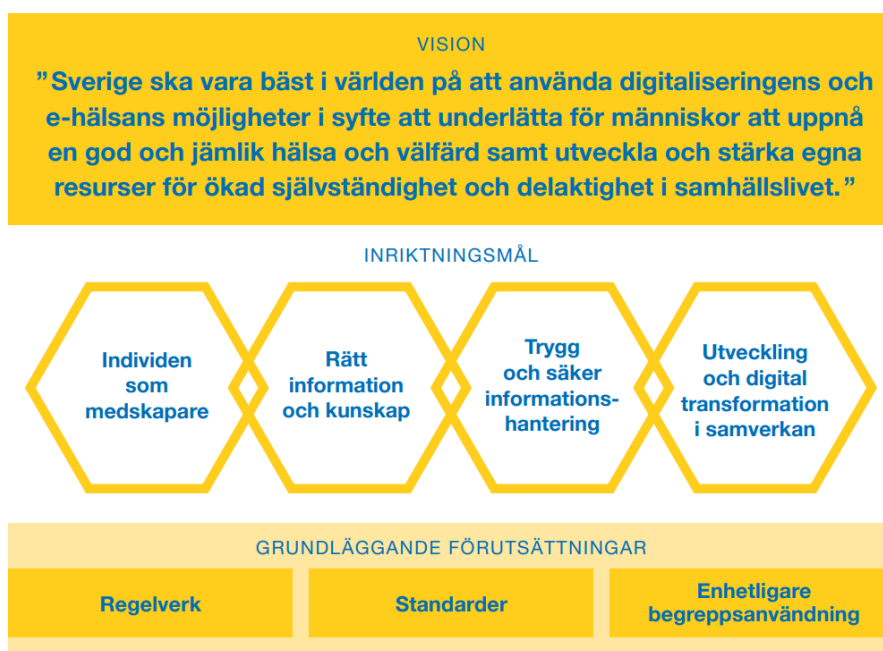 VISION
”Sverige ska vara bäst i världen på att använda digitaliseringens och
e-hälsans möjligheter i syfte att underlätta för människor att uppnå
en god och jämlik hälsa och välfärd samt utveckla och stärka egna
resurser för ökad självständighet och delaktighet i samhällslivet.”
INRIKTNINGSMÅL
Individen
som
medskapare
Rätt
information
och kunskap
Trygg
och säker
informations-
hantering
Utveckling
och digital
transformation
i samverkan
GRUNDLÄGGANDE FÖRUTSÄTTNINGAR
Regelverk
Standarder
Enhetligare
begreppsanvändning